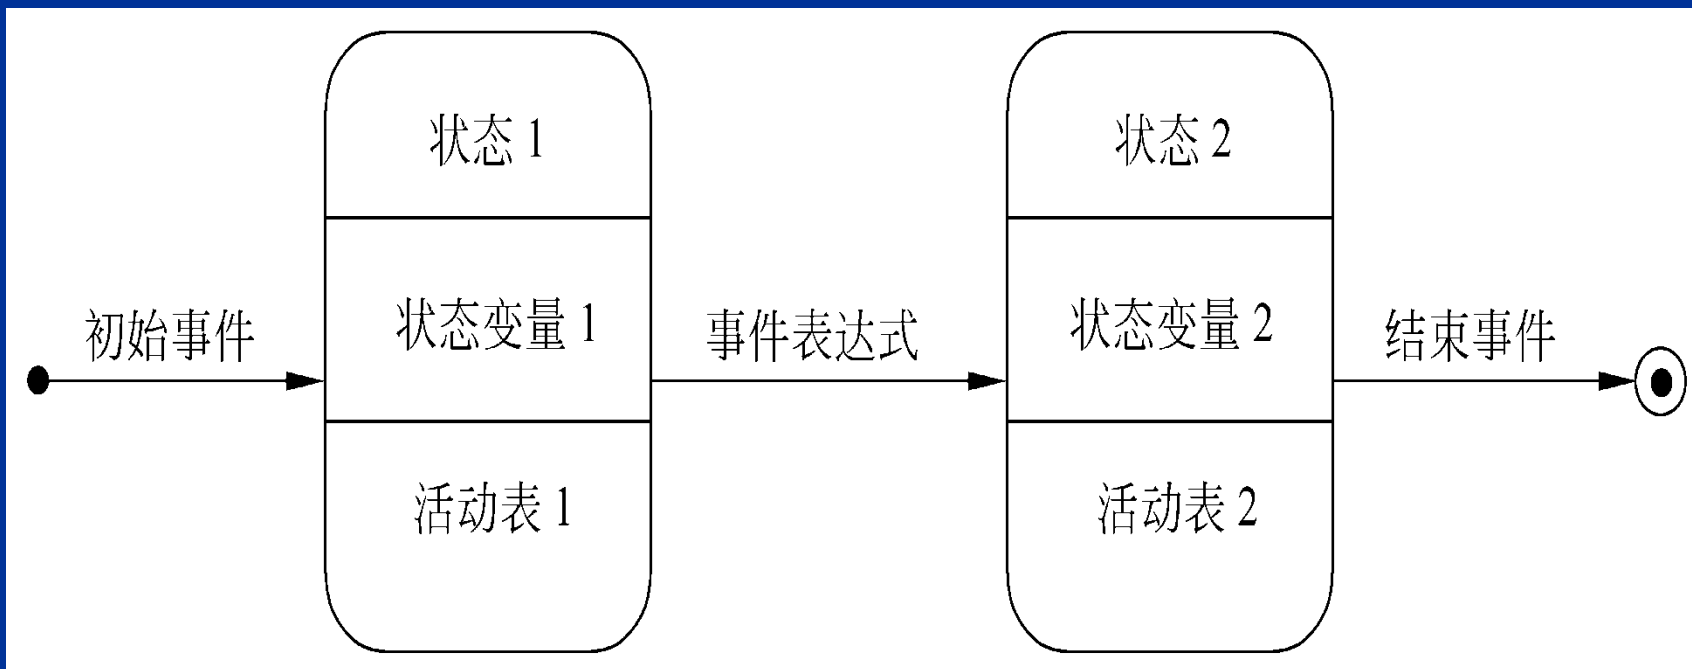 状态 1
状态 2
初始事件
状态变量 1
事件表达式
状态变量 2
结束事件
活动表 1
活动表 2